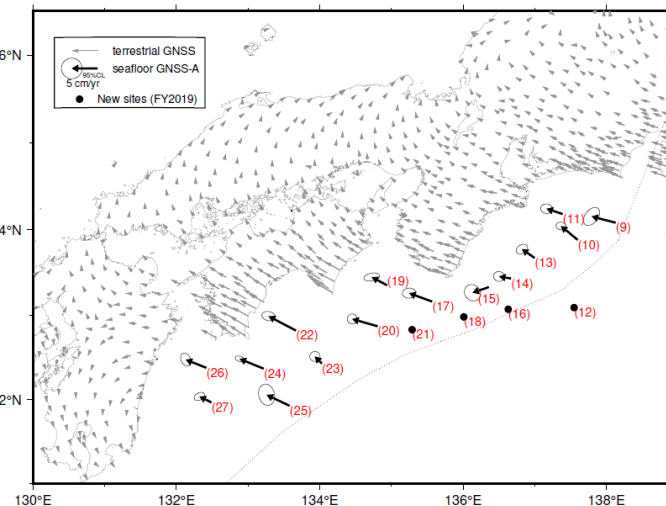 6°N
terrestrial GNSS
seafloor GNSS-A
95%CL
5 cm/yr
New sites (FY2019)
4°N
(11)
(9)
(10)
(13)
(19)
(14)
(17)
(15)
(22)
(20)
(21)
(18)
(16)
(12)
(26)
(24)
(23)
(27)
(25)
2°N
130°E
132°E
134°E
136°E
138°E